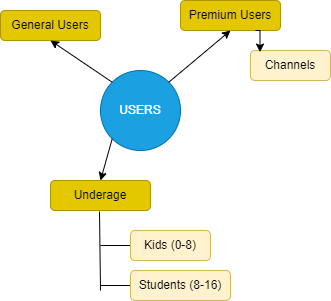 General Users
Premium Users
Channels
USERS
Underage
Kids (0-8)
Students (8-16)